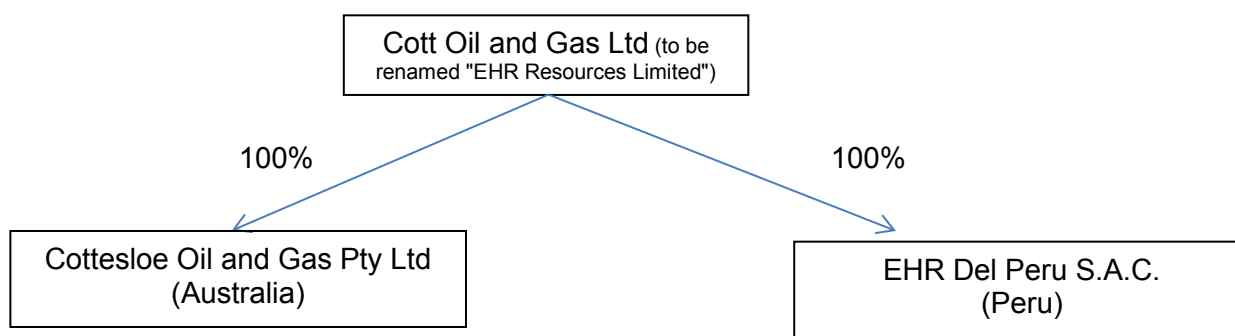 Cott Oil and Gas Ltd (to be
renamed "EHR Resources Limited")
100%
100%
Cottesloe Oil and Gas Pty Ltd
(Australia)
EHR Del Peru S.A.C.
(Peru)